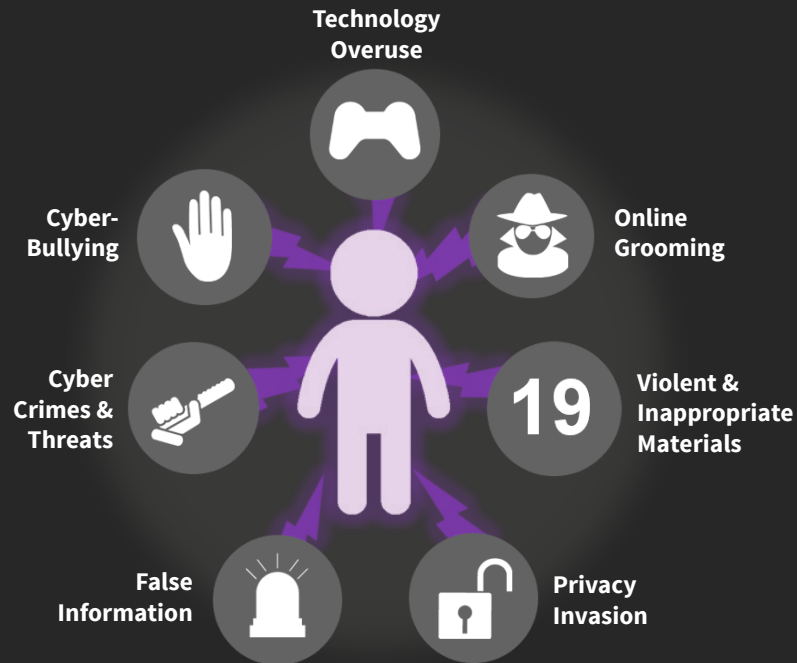 Technology
Overuse
Cyber-
Bullying
Online
Grooming
Cyber
Crimes &
Threats
19
Violent &
Inappropriate
Materials
False
Information
Privacy
Invasion